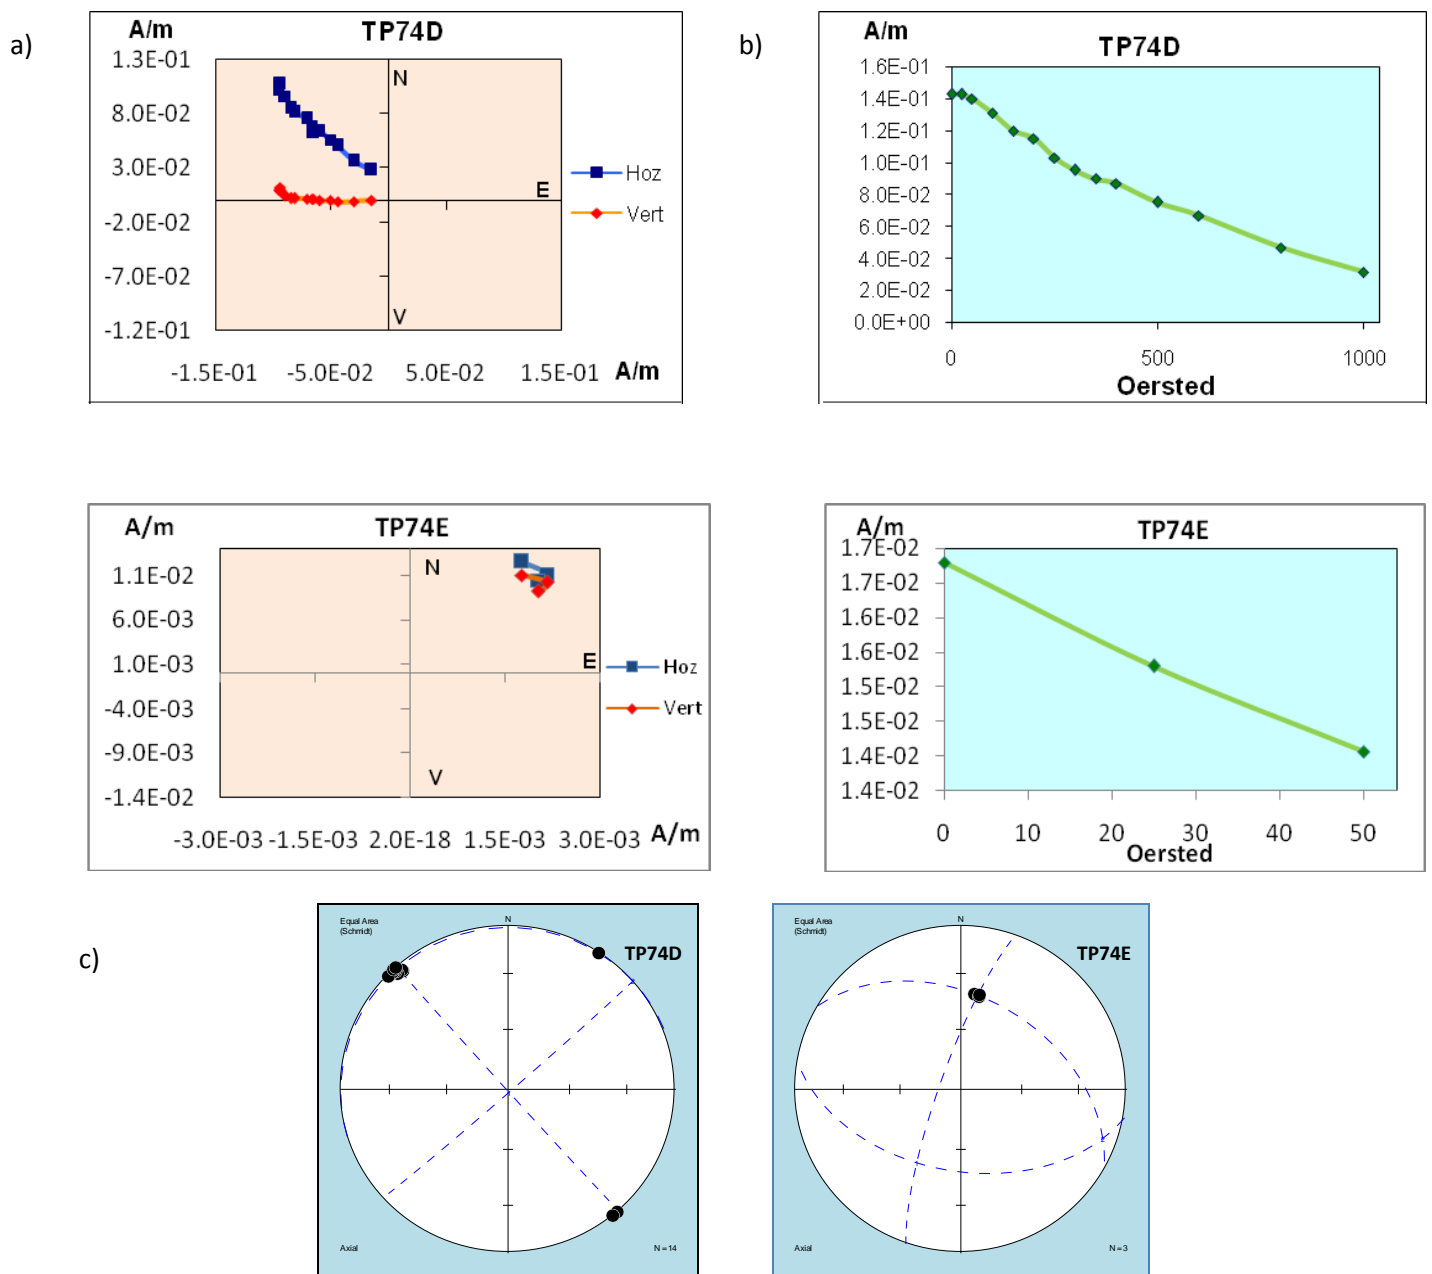 a)
A/m
TP74D
1.3E-01
8.0E-02
3.0E-02
-2.0E-02
-7.0E-02
-1.2E-01
N
E
V
Hoz
Vert
-1.5E-01 -5.0E-02 5.0E-02 1.5E-01 A/m
b)
A/m
TP74D
1.6E-01
1.4E-01
1.2E-01
1.0E-01
8.0E-02
6.0E-02
4.0E-02
2.0E-02
0.0E+00
0 500 1000
Oersted
A/m
TP74E
1.1E-02
6.0E-03
1.0E-03
-4.0E-03
-9.0E-03
-1.4E-02
N
E
V
Hoz
Vert
-3.0E-03 -1.5E-03 2.0E-18 1.5E-03 3.0E-03 A/m
A/m
TP74E
1.7E-02
1.7E-02
1.6E-02
1.6E-02
1.5E-02
1.5E-02
1.4E-02
1.4E-02
0 10 20 30 40 50
Oersted
c)
Equal Area
(Schmidt)
N
TP74D
Axial
N = 14
Equal Area
(Schmidt)
N
TP74E
Axial
N = 3